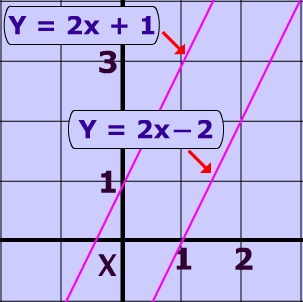 Y = 2x + 1
3
Y = 2x – 2
1
X 1 2